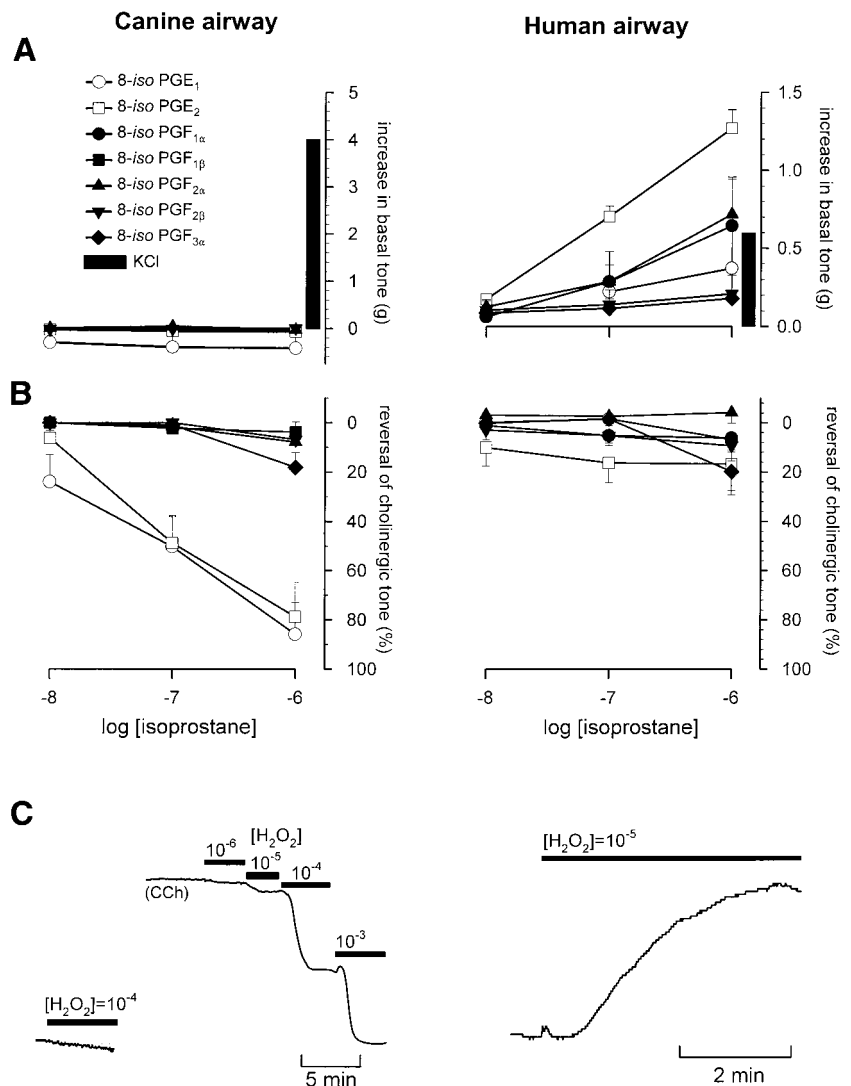 Canine airway
Human airway
A
8-iso PGE₁
8-iso PGE₂
8-iso PGF₁α
8-iso PGF₁β
8-iso PGF₂α
8-iso PGF₂β
8-iso PGF₃α
KCl
5
4
3
2
1
0
increase in basal tone (g)
1.5
1.0
0.5
0.0
increase in basal tone (g)
B
0
20
40
60
80
100
reversal of cholinergic tone (%)
0
20
40
60
80
100
reversal of cholinergic tone (%)
-8 -7 -6
log [isoprostane]
-8 -7 -6
log [isoprostane]
C
[H₂O₂]
10⁻⁶
10⁻⁵
10⁻⁴
(CCh)
10⁻³
[H₂O₂]=10⁻⁴
5 min
[H₂O₂]=10⁻⁵
2 min